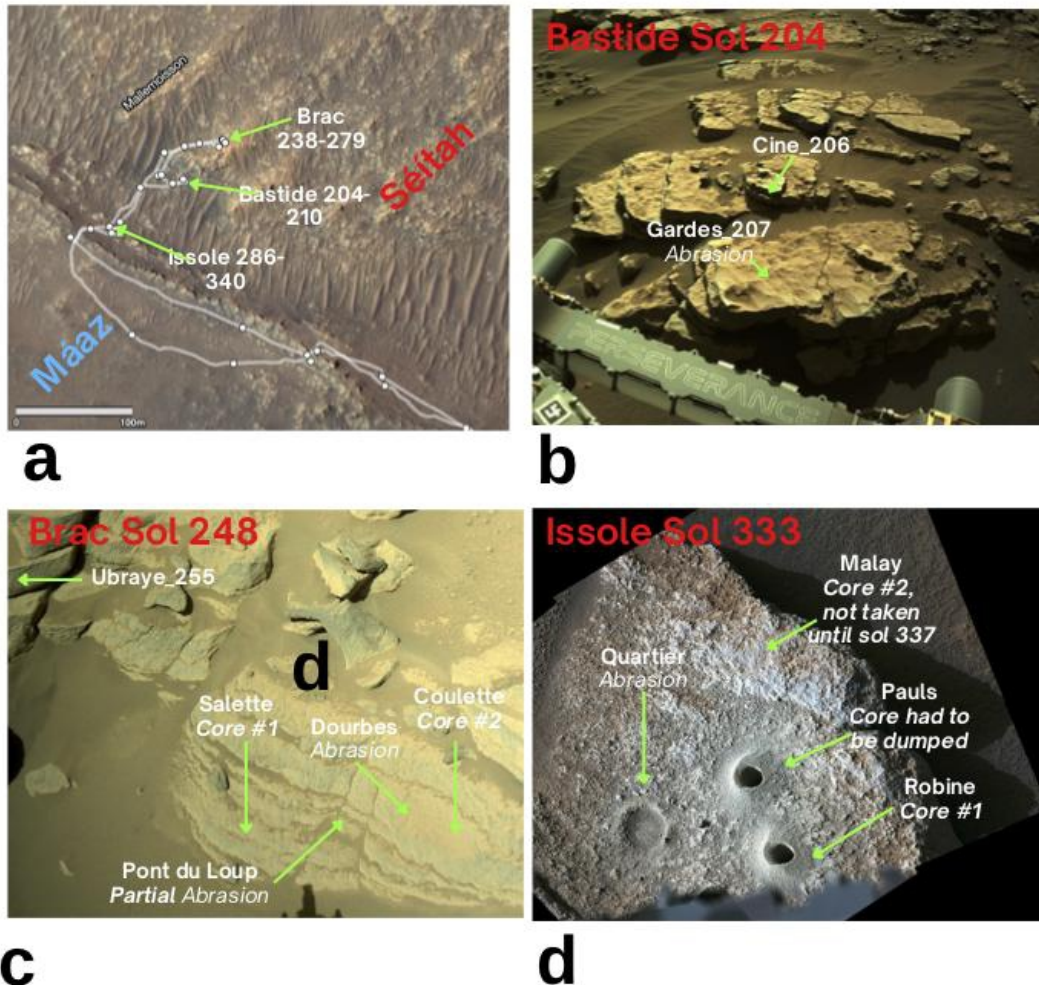 Mallemoisson
Brac
238-279
Séítah
Bastide 204-
210
Issole 286-
340
Máaz
100m
a
Bastide Sol 204
Cine_206
Gardes_207
Abrasion
PERSEVERANCE
b
Brac Sol 248
Ubraye_255
d
Salette
Core #1
Dourbes
Abrasion
Coulette
Core #2
Pont du Loup
Partial Abrasion
c
Issole Sol 333
Malay
Core #2,
not taken
until sol 337
Quartier
Abrasion
Pauls
Core had to
be dumped
Robine
Core #1
d